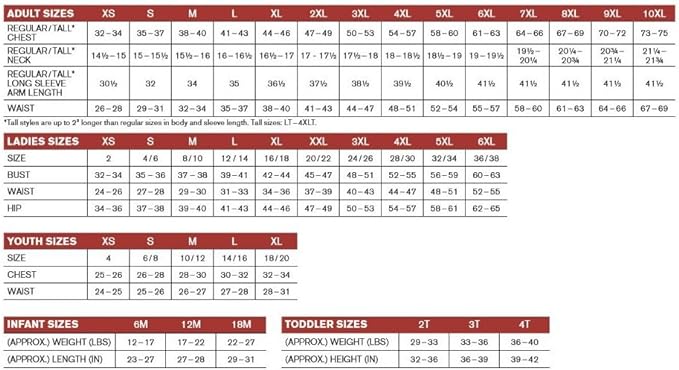 ADULT SIZES XS S M L XL 2XL 3XL 4XL 5XL 6XL 7XL 8XL 9XL 10XL
REGULAR/TALL* CHEST 32–34 35–37 38–40 41–43 44–46 47–49 50–53 54–57 58–60 61–63 64–66 67–69 70–72 73–75
REGULAR/TALL* NECK 14½–15 15–15½ 15½–16 16–16½ 16½–17 17–17½ 17½–18 18–18½ 18½–19 19–19½ 19½–20¼ 20¼–20¾ 20¾–21¼ 21¼–21¾
REGULAR/TALL* LONG SLEEVE ARM LENGTH 30½ 32 34 35 36½ 37½ 38½ 39½ 40½ 41½ 41½ 41½ 41½ 41½
WAIST 26–28 29–31 32–34 35–37 38–40 41–43 44–47 48–51 52–54 55–57 58–60 61–63 64–66 67–69
*Tall styles are up to 2" longer than regular sizes in body and sleeve length. Tall sizes: LT–4XLT.
LADIES SIZES XS S M L XL XXL 3XL 4XL 5XL 6XL
SIZE 2 4/6 8/10 12/14 16/18 20/22 24/26 28/30 32/34 36/38
BUST 32–34 35–36 37–38 39–41 42–44 45–47 48–51 52–55 56–59 60–63
WAIST 24–26 27–28 29–30 31–33 34–36 37–39 40–43 44–47 48–51 52–55
HIP 34–36 37–38 39–40 41–43 44–46 47–49 50–53 54–57 58–61 62–65
YOUTH SIZES XS S M L XL
SIZE 4 6/8 10/12 14/16 18/20
CHEST 25–26 26–28 28–30 30–32 32–34
WAIST 24–25 25–26 26–27 27–28 28–31
INFANT SIZES 6M 12M 18M
(APPROX.) WEIGHT (LBS) 12–17 17–22 22–27
(APPROX.) LENGTH (IN) 23–27 27–28 29–31
TODDLER SIZES 2T 3T 4T
(APPROX.) WEIGHT (LBS) 29–33 33–36 36–40
(APPROX.) HEIGHT (IN) 32–36 36–39 39–42